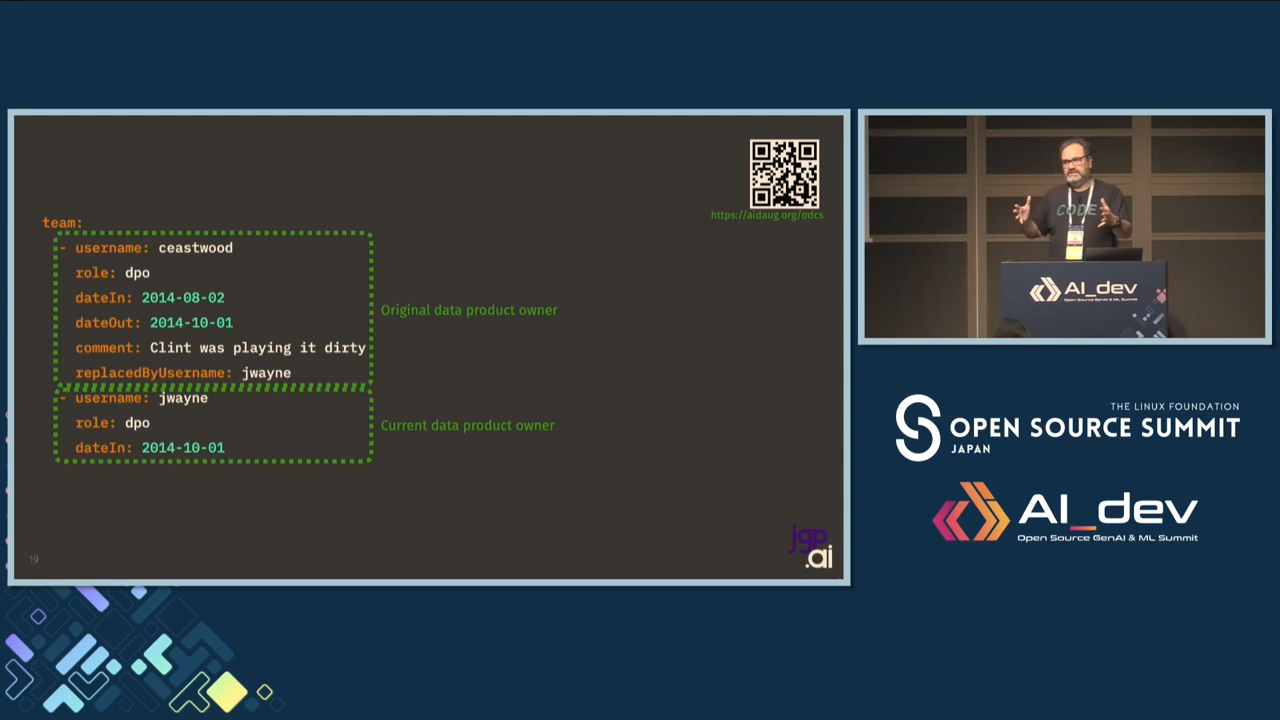 https://aidaug.org/odcs
team:
- username: ceastwood
role: dpo
dateIn: 2014-08-02
dateOut: 2014-10-01
comment: Clint was playing it dirty
replacedByUsername: jwayne
Original data product owner
- username: jwayne
role: dpo
dateIn: 2014-10-01
Current data product owner
19
jgp
.ai
CODE
AI_dev
Open Source GenAI & ML Summit
THE LINUX FOUNDATION
OPEN SOURCE SUMMIT
JAPAN
AI_dev
Open Source GenAI & ML Summit